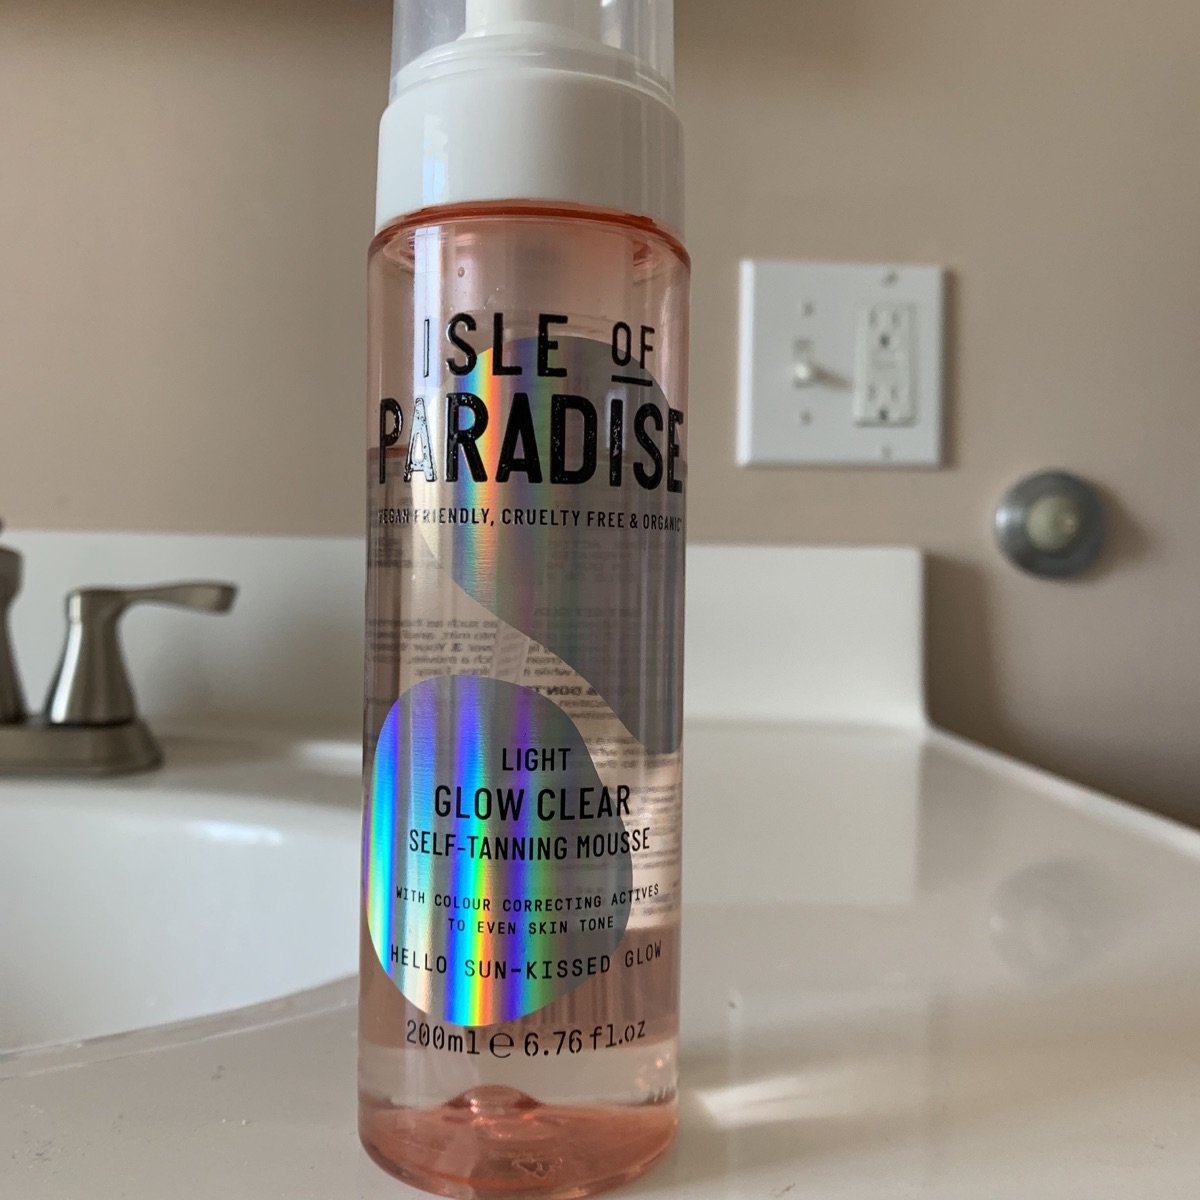 ISLE OF
PARADISE
VEGAN FRIENDLY, CRUELTY FREE & ORGANIC*
LIGHT
GLOW CLEAR
SELF-TANNING MOUSSE
WITH COLOUR CORRECTING ACTIVES
TO EVEN SKIN TONE
HELLO SUN-KISSED GLOW
200ml ℮ 6.76 fl.oz